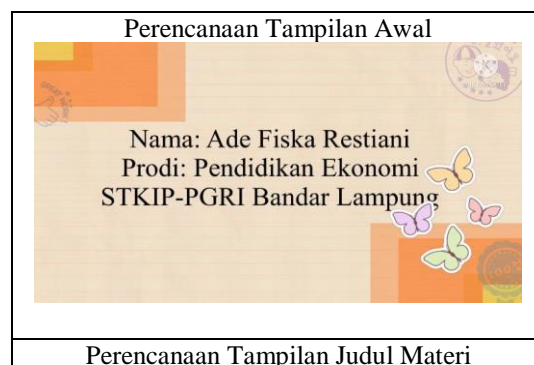 Perencanaan Tampilan Awal
Nama: Ade Fiska Restiani
Prodi: Pendidikan Ekonomi
STKIP-PGRI Bandar Lampung
Perencanaan Tampilan Judul Materi